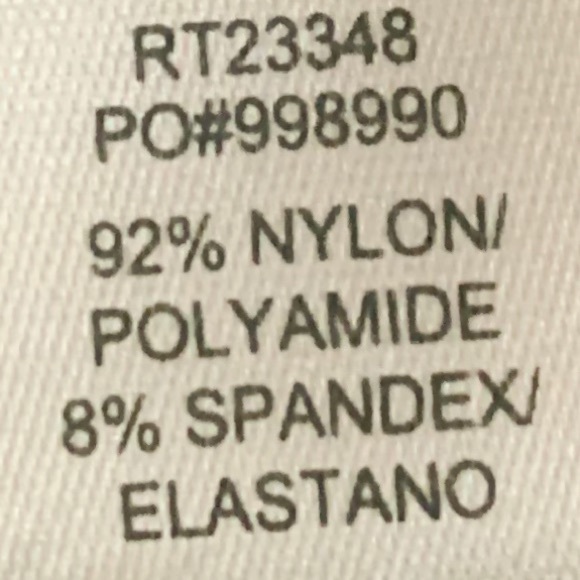 RT23348
PO#998990
92% NYLON/
POLYAMIDE
8% SPANDEX/
ELASTANO